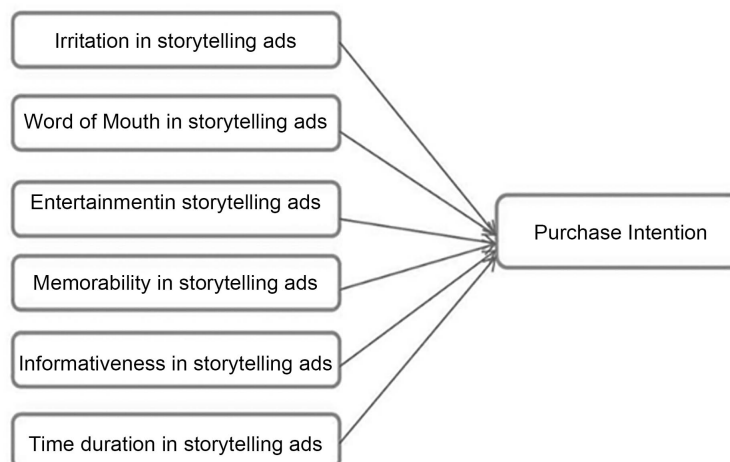 Irritation in storytelling ads
Word of Mouth in storytelling ads
Entertainmentin storytelling ads
Memorability in storytelling ads
Informativeness in storytelling ads
Time duration in storytelling ads
Purchase Intention